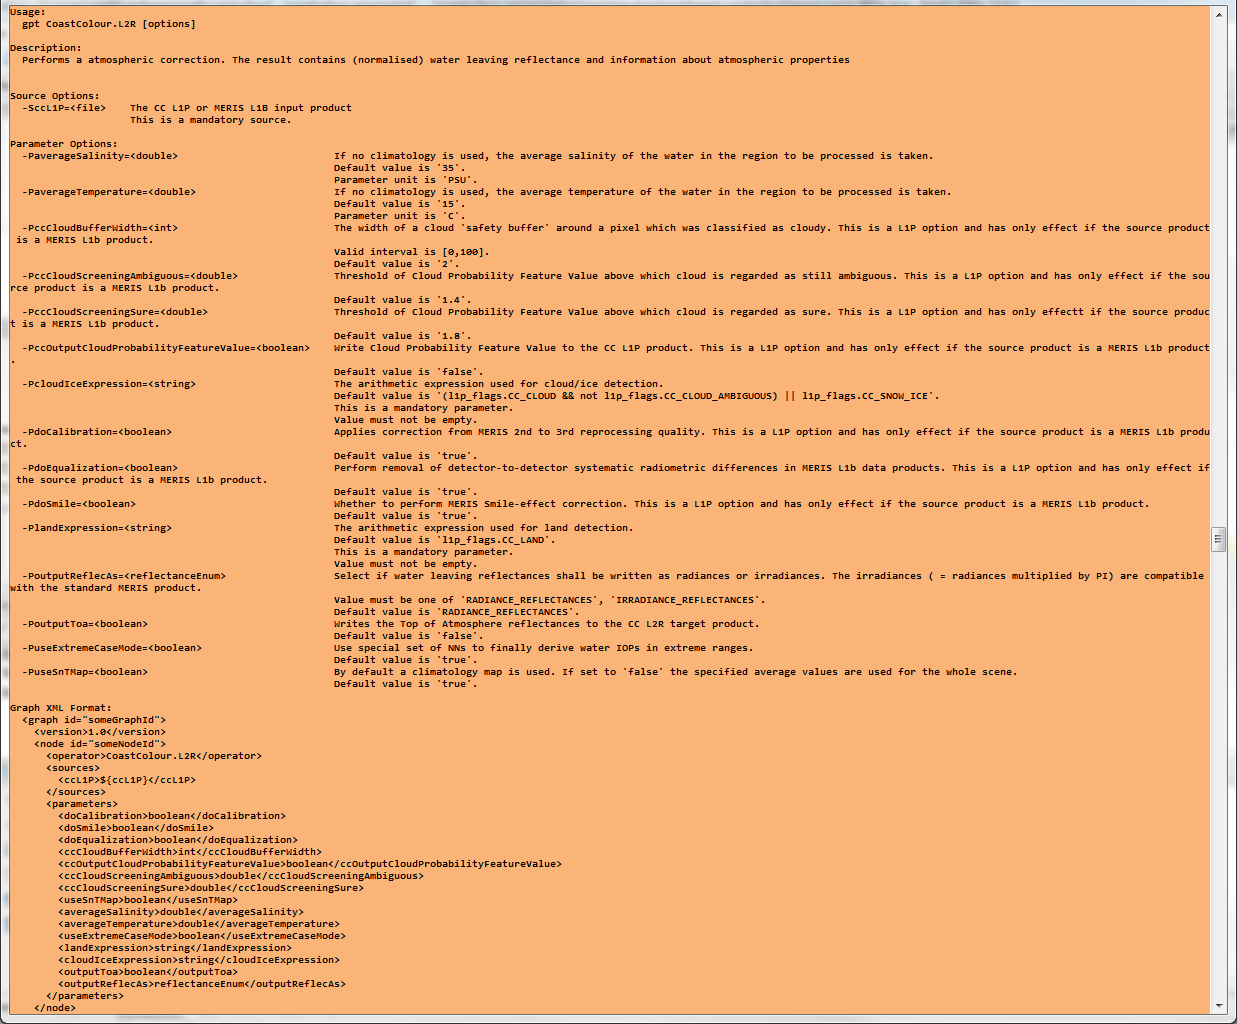 Usage:
  gpt CoastColour.L2R [options]

Description:
  Performs a atmospheric correction. The result contains (normalised) water leaving reflectance and information about atmospheric properties


Source Options:
  -SccL1P=<file>    The CC L1P or MERIS L1B input product
                    This is a mandatory source.

Parameter Options:
  -PaverageSalinity=<double>                          If no climatology is used, the average salinity of the water in the region to be processed is taken.
                                                      Default value is '35'.
                                                      Parameter unit is 'PSU'.
  -PaverageTemperature=<double>                       If no climatology is used, the average temperature of the water in the region to be processed is taken.
                                                      Default value is '15'.
                                                      Parameter unit is 'C'.
  -PccCloudBufferWidth=<int>                          The width of a cloud 'safety buffer' around a pixel which was classified as cloudy. This is a L1P option and has only effect if the source product
 is a MERIS L1b product.
                                                      Valid interval is [0,100].
                                                      Default value is '2'.
  -PccCloudScreeningAmbiguous=<double>                Threshold of Cloud Probability Feature Value above which cloud is regarded as still ambiguous. This is a L1P option and has only effect if the sou
rce product is a MERIS L1b product.
                                                      Default value is '1.4'.
  -PccCloudScreeningSure=<double>                     Threshold of Cloud Probability Feature Value above which cloud is regarded as sure. This is a L1P option and has only effectt if the source produc
t is a MERIS L1b product.
                                                      Default value is '1.8'.
  -PccOutputCloudProbabilityFeatureValue=<boolean>    Write Cloud Probability Feature Value to the CC L1P product. This is a L1P option and has only effect if the source product is a MERIS L1b product
.
                                                      Default value is 'false'.
  -PcloudIceExpression=<string>                       The arithmetic expression used for cloud/ice detection.
                                                      Default value is '(l1p_flags.CC_CLOUD && not l1p_flags.CC_CLOUD_AMBIGUOUS) || l1p_flags.CC_SNOW_ICE'.
                                                      This is a mandatory parameter.
                                                      Value must not be empty.
  -PdoCalibration=<boolean>                           Applies correction from MERIS 2nd to 3rd reprocessing quality. This is a L1P option and has only effect if the source product is a MERIS L1b produ
ct.
                                                      Default value is 'true'.
  -PdoEqualization=<boolean>                          Perform removal of detector-to-detector systematic radiometric differences in MERIS L1b data products. This is a L1P option and has only effect if
 the source product is a MERIS L1b product.
                                                      Default value is 'true'.
  -PdoSmile=<boolean>                                 Whether to perform MERIS Smile-effect correction. This is a L1P option and has only effect if the source product is a MERIS L1b product.
                                                      Default value is 'true'.
  -PlandExpression=<string>                           The arithmetic expression used for land detection.
                                                      Default value is 'l1p_flags.CC_LAND'.
                                                      This is a mandatory parameter.
                                                      Value must not be empty.
  -PoutputReflecAs=<reflectanceEnum>                  Select if water leaving reflectances shall be written as radiances or irradiances. The irradiances ( = radiances multiplied by PI) are compatible
with the standard MERIS product.
                                                      Value must be one of 'RADIANCE_REFLECTANCES', 'IRRADIANCE_REFLECTANCES'.
                                                      Default value is 'RADIANCE_REFLECTANCES'.
  -PoutputToa=<boolean>                               Writes the Top of Atmosphere reflectances to the CC L2R target product.
                                                      Default value is 'false'.
  -PuseExtremeCaseMode=<boolean>                      Use special set of NNs to finally derive water IOPs in extreme ranges.
                                                      Default value is 'true'.
  -PuseSnTMap=<boolean>                               By default a climatology map is used. If set to 'false' the specified average values are used for the whole scene.
                                                      Default value is 'true'.

Graph XML Format:
  <graph id="someGraphId">
    <version>1.0</version>
    <node id="someNodeId">
      <operator>CoastColour.L2R</operator>
      <sources>
        <ccL1P>${ccL1P}</ccL1P>
      </sources>
      <parameters>
        <doCalibration>boolean</doCalibration>
        <doSmile>boolean</doSmile>
        <doEqualization>boolean</doEqualization>
        <ccCloudBufferWidth>int</ccCloudBufferWidth>
        <ccOutputCloudProbabilityFeatureValue>boolean</ccOutputCloudProbabilityFeatureValue>
        <ccCloudScreeningAmbiguous>double</ccCloudScreeningAmbiguous>
        <ccCloudScreeningSure>double</ccCloudScreeningSure>
        <useSnTMap>boolean</useSnTMap>
        <averageSalinity>double</averageSalinity>
        <averageTemperature>double</averageTemperature>
        <useExtremeCaseMode>boolean</useExtremeCaseMode>
        <landExpression>string</landExpression>
        <cloudIceExpression>string</cloudIceExpression>
        <outputToa>boolean</outputToa>
        <outputReflecAs>reflectanceEnum</outputReflecAs>
      </parameters>
    </node>